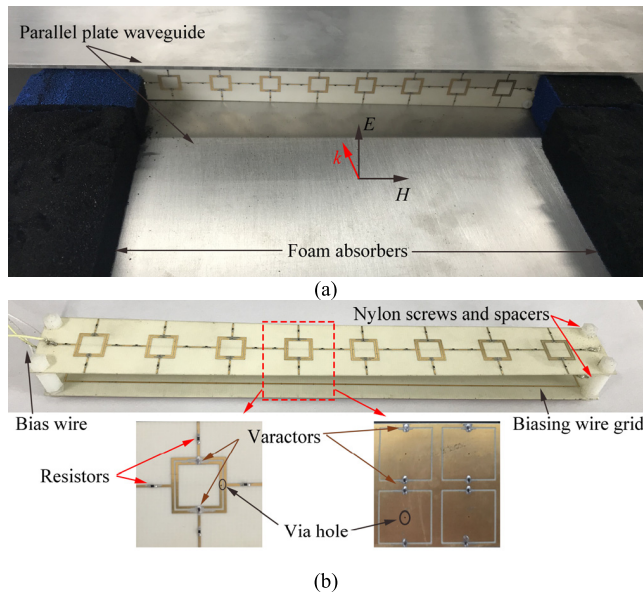 Parallel plate waveguide
E
k
H
Foam absorbers
(a)
Nylon screws and spacers
Bias wire
Biasing wire grid
Varactors
Resistors
Via hole
(b)